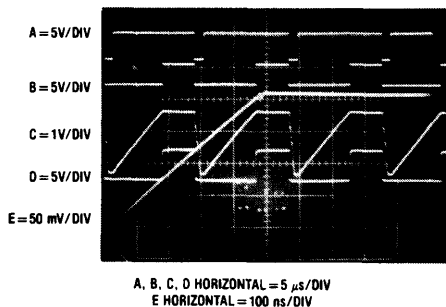 A=5V/DIV
B=5V/DIV
C=1V/DIV
D=5V/DIV
E=50 mV/DIV
A, B, C, D HORIZONTAL=5 µs/DIV
E HORIZONTAL=100 ns/DIV